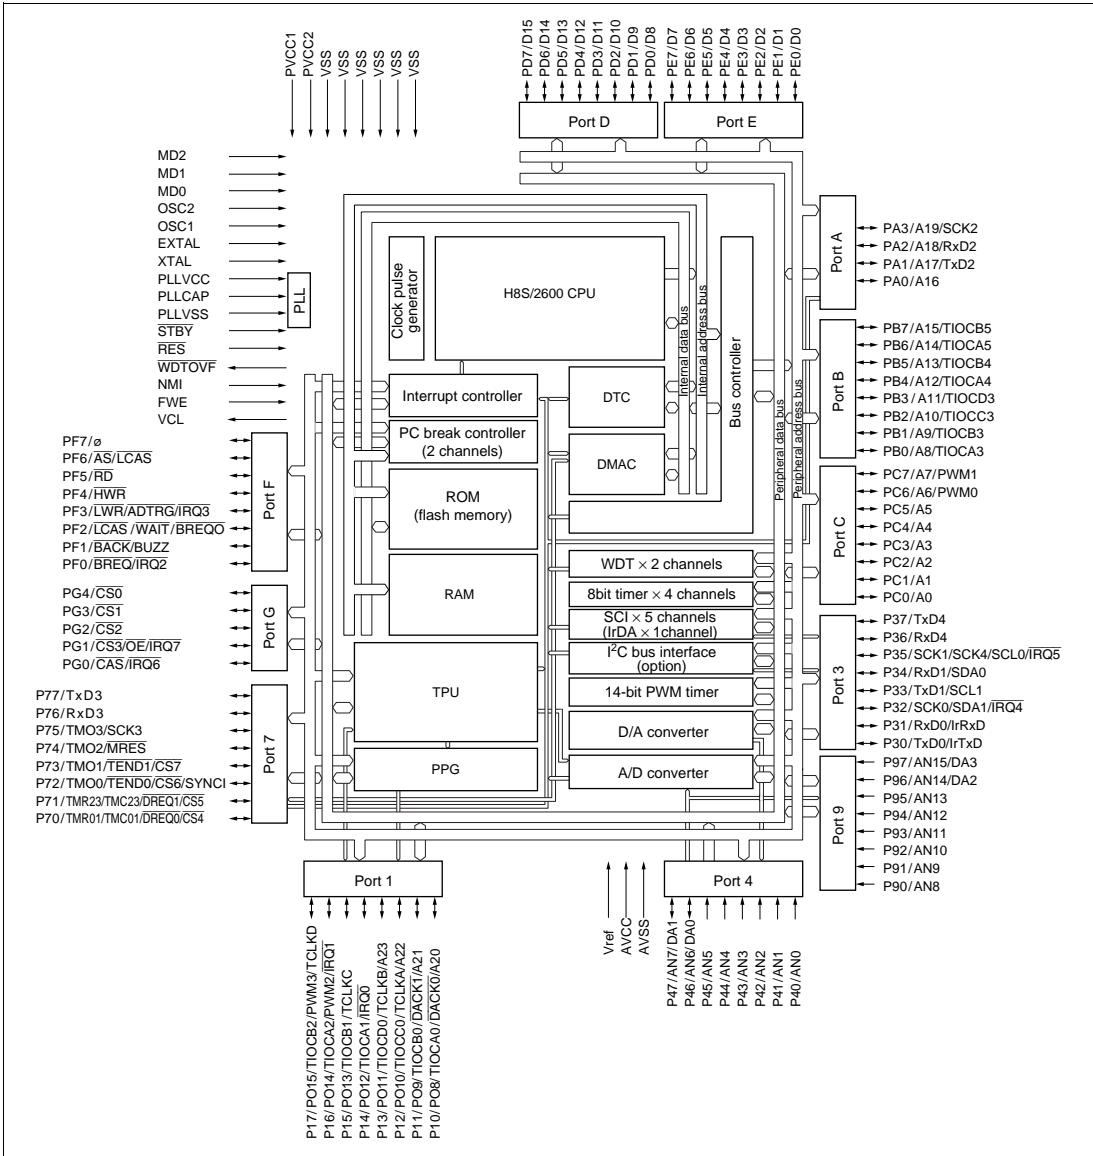 PVCC1
PVCC2
VSS
VSS
VSS
VSS
VSS
VSS
PD7/D15
PD6/D14
PD5/D13
PD4/D12
PD3/D11
PD2/D10
PD1/D9
PD0/D8
PE7/D7
PE6/D6
PE5/D5
PE4/D4
PE3/D3
PE2/D2
PE1/D1
PE0/D0
Port D
Port E
MD2
MD1
MD0
OSC2
OSC1
EXTAL
XTAL
PLLVCC
PLLCAP
PLLVSS
STBY
RES
WDTOVF
NMI
FWE
VCL
PLL
Clock pulse
generator
H8S/2600 CPU
Internal data bus
Internal address bus
Bus controller
Peripheral data bus
Peripheral address bus
Interrupt controller
PC break controller
(2 channels)
ROM
(flash memory)
RAM
TPU
PPG
DTC
DMAC
WDT × 2 channels
8bit timer × 4 channels
SCI × 5 channels
(IrDA × 1channel)
I2C bus interface
(option)
14-bit PWM timer
D/A converter
A/D converter
Port A
PA3/A19/SCK2
PA2/A18/RxD2
PA1/A17/TxD2
PA0/A16
Port B
PB7/A15/TIOCB5
PB6/A14/TIOCA5
PB5/A13/TIOCB4
PB4/A12/TIOCA4
PB3 /A11/TIOCD3
PB2/A10/TIOCC3
PB1/A9/TIOCB3
PB0/A8/TIOCA3
Port C
PC7/A7/PWM1
PC6/A6/PWM0
PC5/A5
PC4/A4
PC3/A3
PC2/A2
PC1/A1
PC0/A0
Port 3
P37/TxD4
P36/RxD4
P35/SCK1/SCK4/SCL0/IRQ5
P34/RxD1/SDA0
P33/TxD1/SCL1
P32/SCK0/SDA1/IRQ4
P31/RxD0/IrRxD
P30/TxD0/IrTxD
Port 9
P97/AN15/DA3
P96/AN14/DA2
P95/AN13
P94/AN12
P93/AN11
P92/AN10
P91/AN9
P90/AN8
PF7/ø
PF6/AS/LCAS
PF5/RD
PF4/HWR
PF3/LWR/ADTRG/IRQ3
PF2/LCAS /WAIT/BREQO
PF1/BACK/BUZZ
PF0/BREQ/IRQ2
Port F
PG4/CS0
PG3/CS1
PG2/CS2
PG1/CS3/OE/IRQ7
PG0/CAS/IRQ6
Port G
P77/TxD3
P76/RxD3
P75/TMO3/SCK3
P74/TMO2/MRES
P73/TMO1/TEND1/CS7
P72/TMO0/TEND0/CS6/SYNCI
P71/TMR23/TMC23/DREQ1/CS5
P70/TMR01/TMC01/DREQ0/CS4
Port 7
Port 1
P17/PO15/TIOCB2/PWM3/TCLKD
P16/PO14/TIOCA2/PWM2/IRQ1
P15/PO13/TIOCB1/TCLKC
P14/PO12/TIOCA1/IRQ0
P13/PO11/TIOCD0/TCLKB/A23
P12/PO10/TIOCC0/TCLKA/A22
P11/PO9/TIOCB0/DACK1/A21
P10/PO8/TIOCA0/DACK0/A20
Vref
AVCC
AVSS
Port 4
P47/AN7/DA1
P46/AN6/DA0
P45/AN5
P44/AN4
P43/AN3
P42/AN2
P41/AN1
P40/AN0